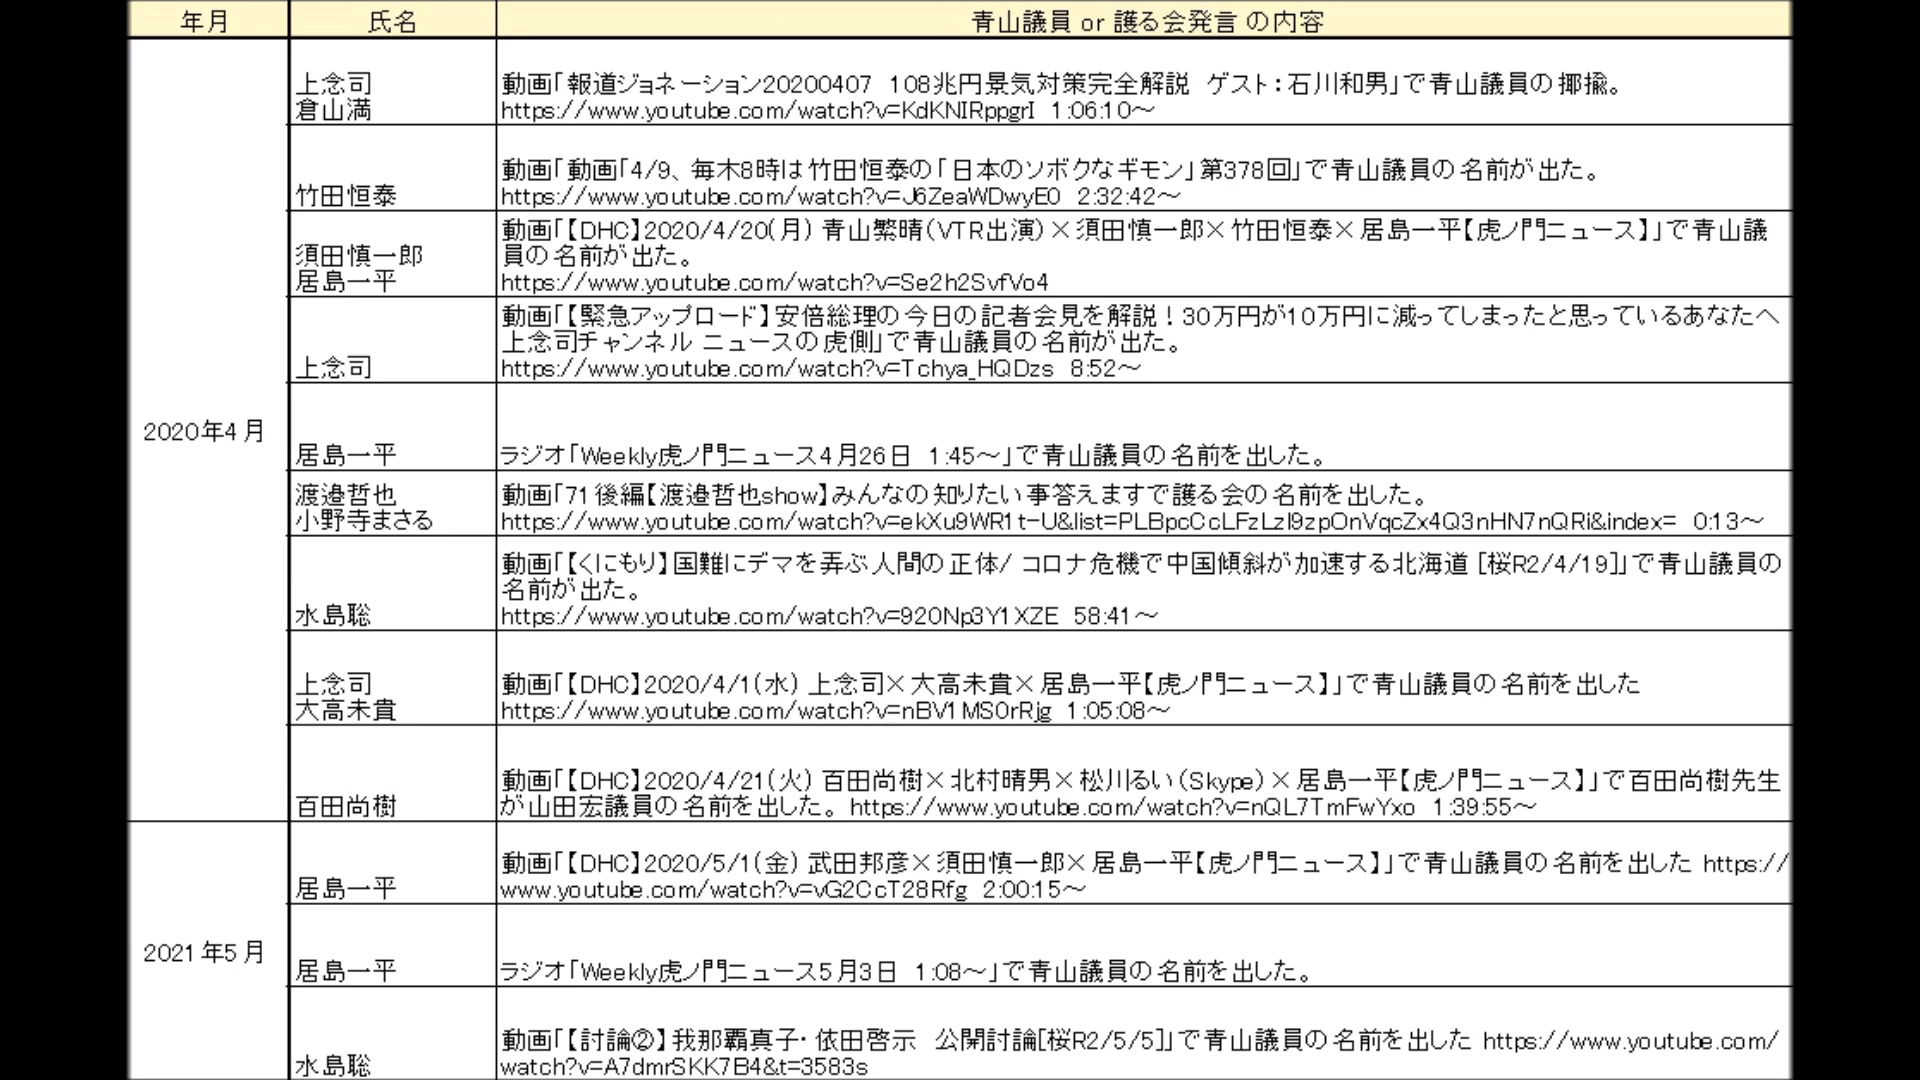 年月 氏名 青山議員 or 護る会発言 の内容
2020年4月
上念司
倉山満
動画「報道ジョネーション20200407　108兆円景気対策完全解説　ゲスト：石川和男」で青山議員の揶揄。
https://www.youtube.com/watch?v=KdKNIRppgrI 1:06:10～
竹田恒泰
動画「動画「4/9、毎木8時は竹田恒泰の「日本のソボクなギモン」第378回」で青山議員の名前が出た。
https://www.youtube.com/watch?v=J6ZeaWDwyE0 2:32:42～
須田慎一郎
居島一平
動画「【DHC】2020/4/20(月) 青山繁晴(VTR出演)×須田慎一郎×竹田恒泰×居島一平【虎ノ門ニュース】」で青山議
員の名前が出た。
https://www.youtube.com/watch?v=Se2h2SvfVo4
上念司
動画「【緊急アップロード】安倍総理の今日の記者会見を解説！30万円が10万円に減ってしまったと思っているあなたへ
上念司チャンネル ニュースの虎側」で青山議員の名前が出た。
https://www.youtube.com/watch?v=Tchya_HQDzs 8:52～
居島一平
ラジオ「Weekly虎ノ門ニュース4月26日　1:45～」で青山議員の名前を出した。
渡邉哲也
小野寺まさる
動画「71後編【渡邉哲也show】みんなの知りたい事答えますで護る会の名前を出した。
https://www.youtube.com/watch?v=ekXu9WR1t-U&list=PLBpcCcLFzLzI9zpOnVqcZx4Q3nHN7nQRi&index= 0:13～
水島聡
動画「【くにもり】国難にデマを弄ぶ人間の正体/ コロナ危機で中国傾斜が加速する北海道 [桜R2/4/19]」で青山議員の
名前が出た。
https://www.youtube.com/watch?v=920Np3Y1XZE 58:41～
上念司
大高未貴
動画「【DHC】2020/4/1(水) 上念司×大高未貴×居島一平【虎ノ門ニュース】」で青山議員の名前を出した
https://www.youtube.com/watch?v=nBV1MS0rRjg 1:05:08～
百田尚樹
動画「【DHC】2020/4/21(火) 百田尚樹×北村晴男×松川るい(Skype)×居島一平【虎ノ門ニュース】」で百田尚樹先生
が山田宏議員の名前を出した。https://www.youtube.com/watch?v=nQL7TmFwYxo 1:39:55～
2021年5月
居島一平
動画「【DHC】2020/5/1(金) 武田邦彦×須田慎一郎×居島一平【虎ノ門ニュース】」で青山議員の名前を出した https://
www.youtube.com/watch?v=vG2CcT28Rfg 2:00:15～
居島一平
ラジオ「Weekly虎ノ門ニュース5月3日　1:08～」で青山議員の名前を出した。
水島聡
動画「【討論②】我那覇真子・依田啓示　公開討論[桜R2/5/5]」で青山議員の名前を出した https://www.youtube.com/
watch?v=A7dmrSKK7B4&t=3583s